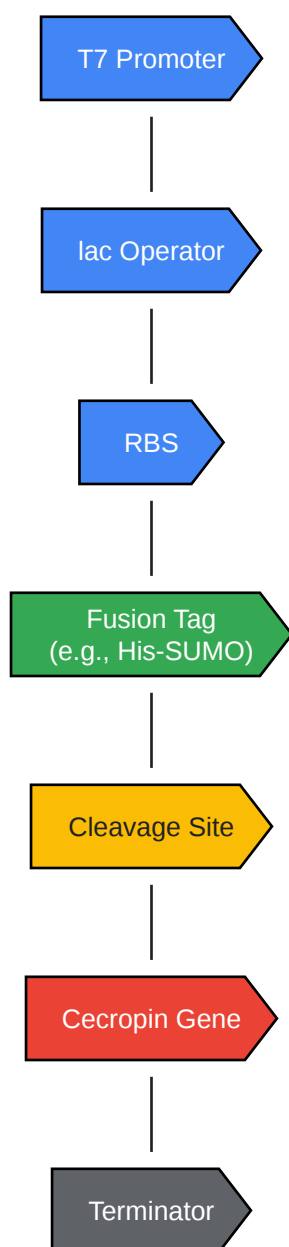 T7 Promoter
lac Operator
RBS
Fusion Tag
(e.g., His-SUMO)
Cleavage Site
Cecropin Gene
Terminator